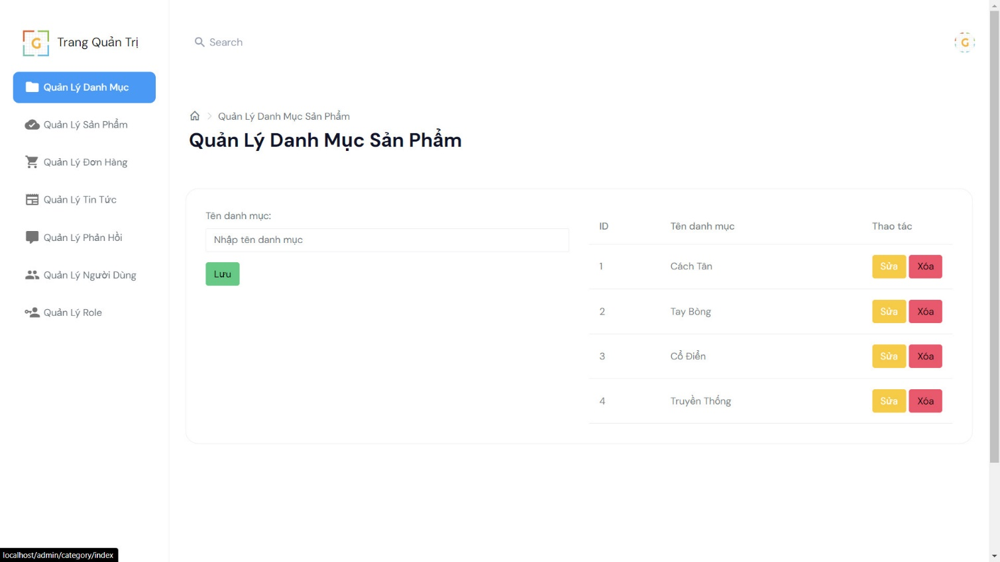 G
Trang Quản Trị
Search
G
Quản Lý Danh Mục
Quản Lý Sản Phẩm
Quản Lý Đơn Hàng
Quản Lý Tin Tức
Quản Lý Phản Hồi
Quản Lý Người Dùng
Quản Lý Role
Quản Lý Danh Mục Sản Phẩm
Quản Lý Danh Mục Sản Phẩm
Tên danh mục:
Nhập tên danh mục
Lưu
ID Tên danh mục Thao tác
1 Cách Tân Sửa Xóa
2 Tay Bòng Sửa Xóa
3 Cổ Điển Sửa Xóa
4 Truyền Thống Sửa Xóa
localhost/admin/category/index